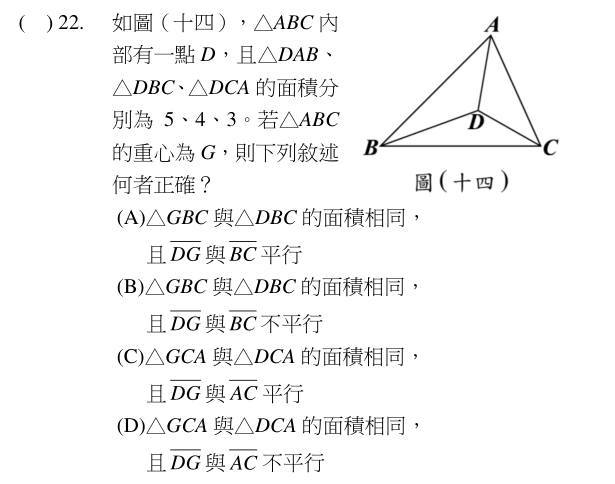 (　) 22. 如圖（十四），△ABC 內
部有一點 D，且△DAB、
△DBC、△DCA 的面積分
別為 5、4、3。若△ABC
的重心為 G，則下列敘述
何者正確？
(A)△GBC 與△DBC 的面積相同，
且 DG 與 BC 平行
(B)△GBC 與△DBC 的面積相同，
且 DG 與 BC 不平行
(C)△GCA 與△DCA 的面積相同，
且 DG 與 AC 平行
(D)△GCA 與△DCA 的面積相同，
且 DG 與 AC 不平行
A
D
B
C
圖(十四)